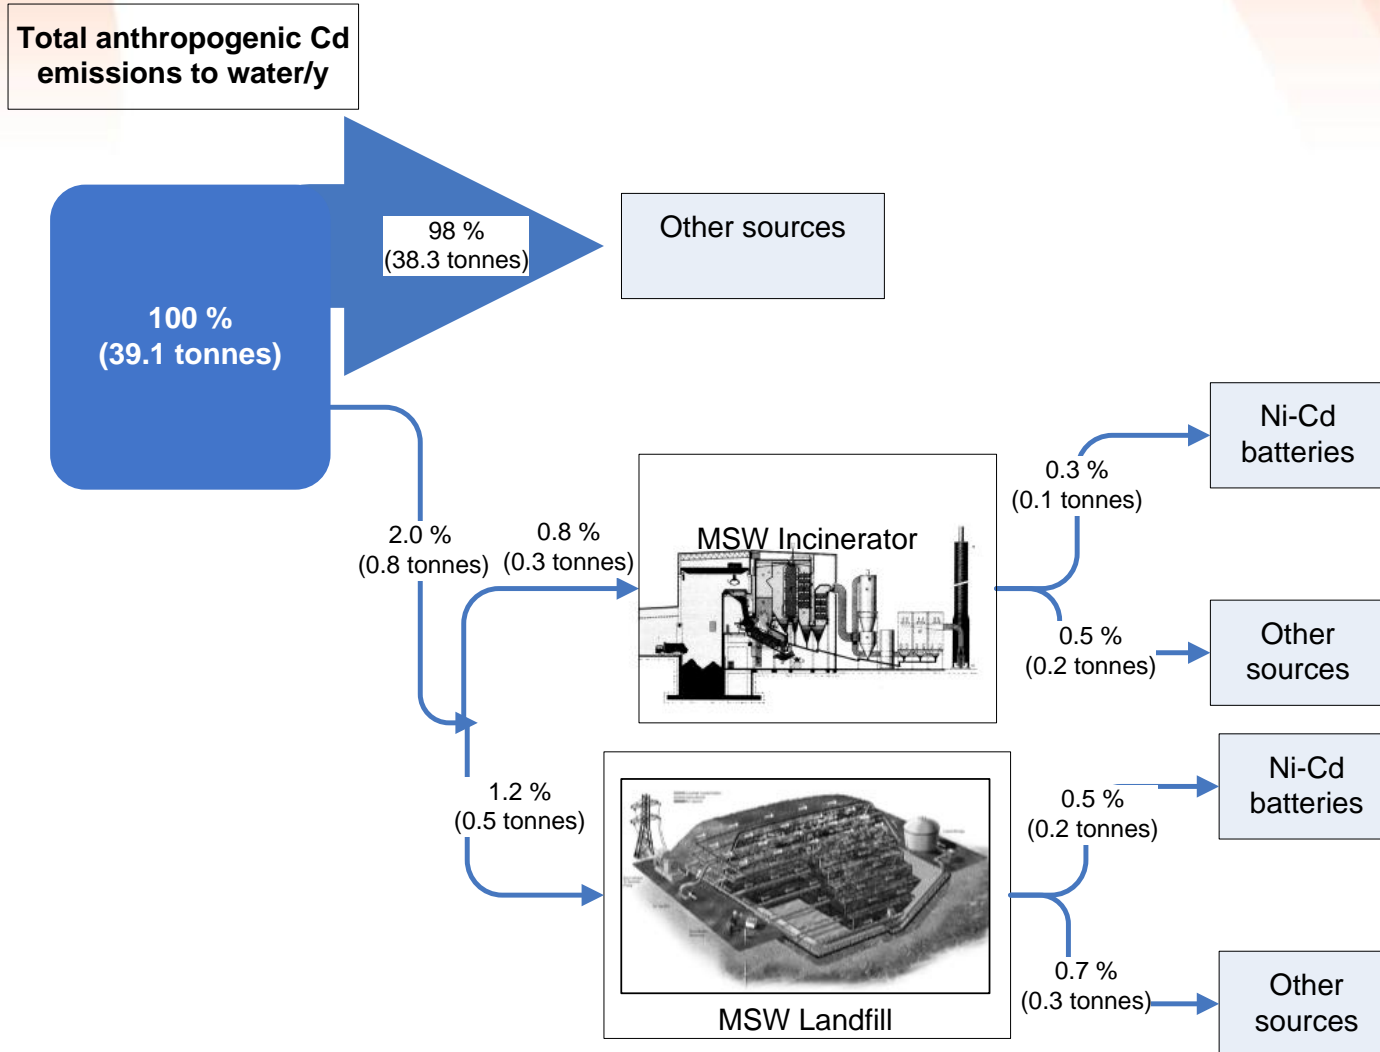 Total anthropogenic Cd
emissions to water/y
98 %
(38.3 tonnes)
Other sources
100 %
(39.1 tonnes)
Ni-Cd
batteries
0.3 %
(0.1 tonnes)
2.0 %
(0.8 tonnes)
0.8 %
(0.3 tonnes)
MSW Incinerator
0.5 %
(0.2 tonnes)
Other
sources
1.2 %
(0.5 tonnes)
Ni-Cd
batteries
0.5 %
(0.2 tonnes)
0.7 %
(0.3 tonnes)
Other
sources
MSW Landfill